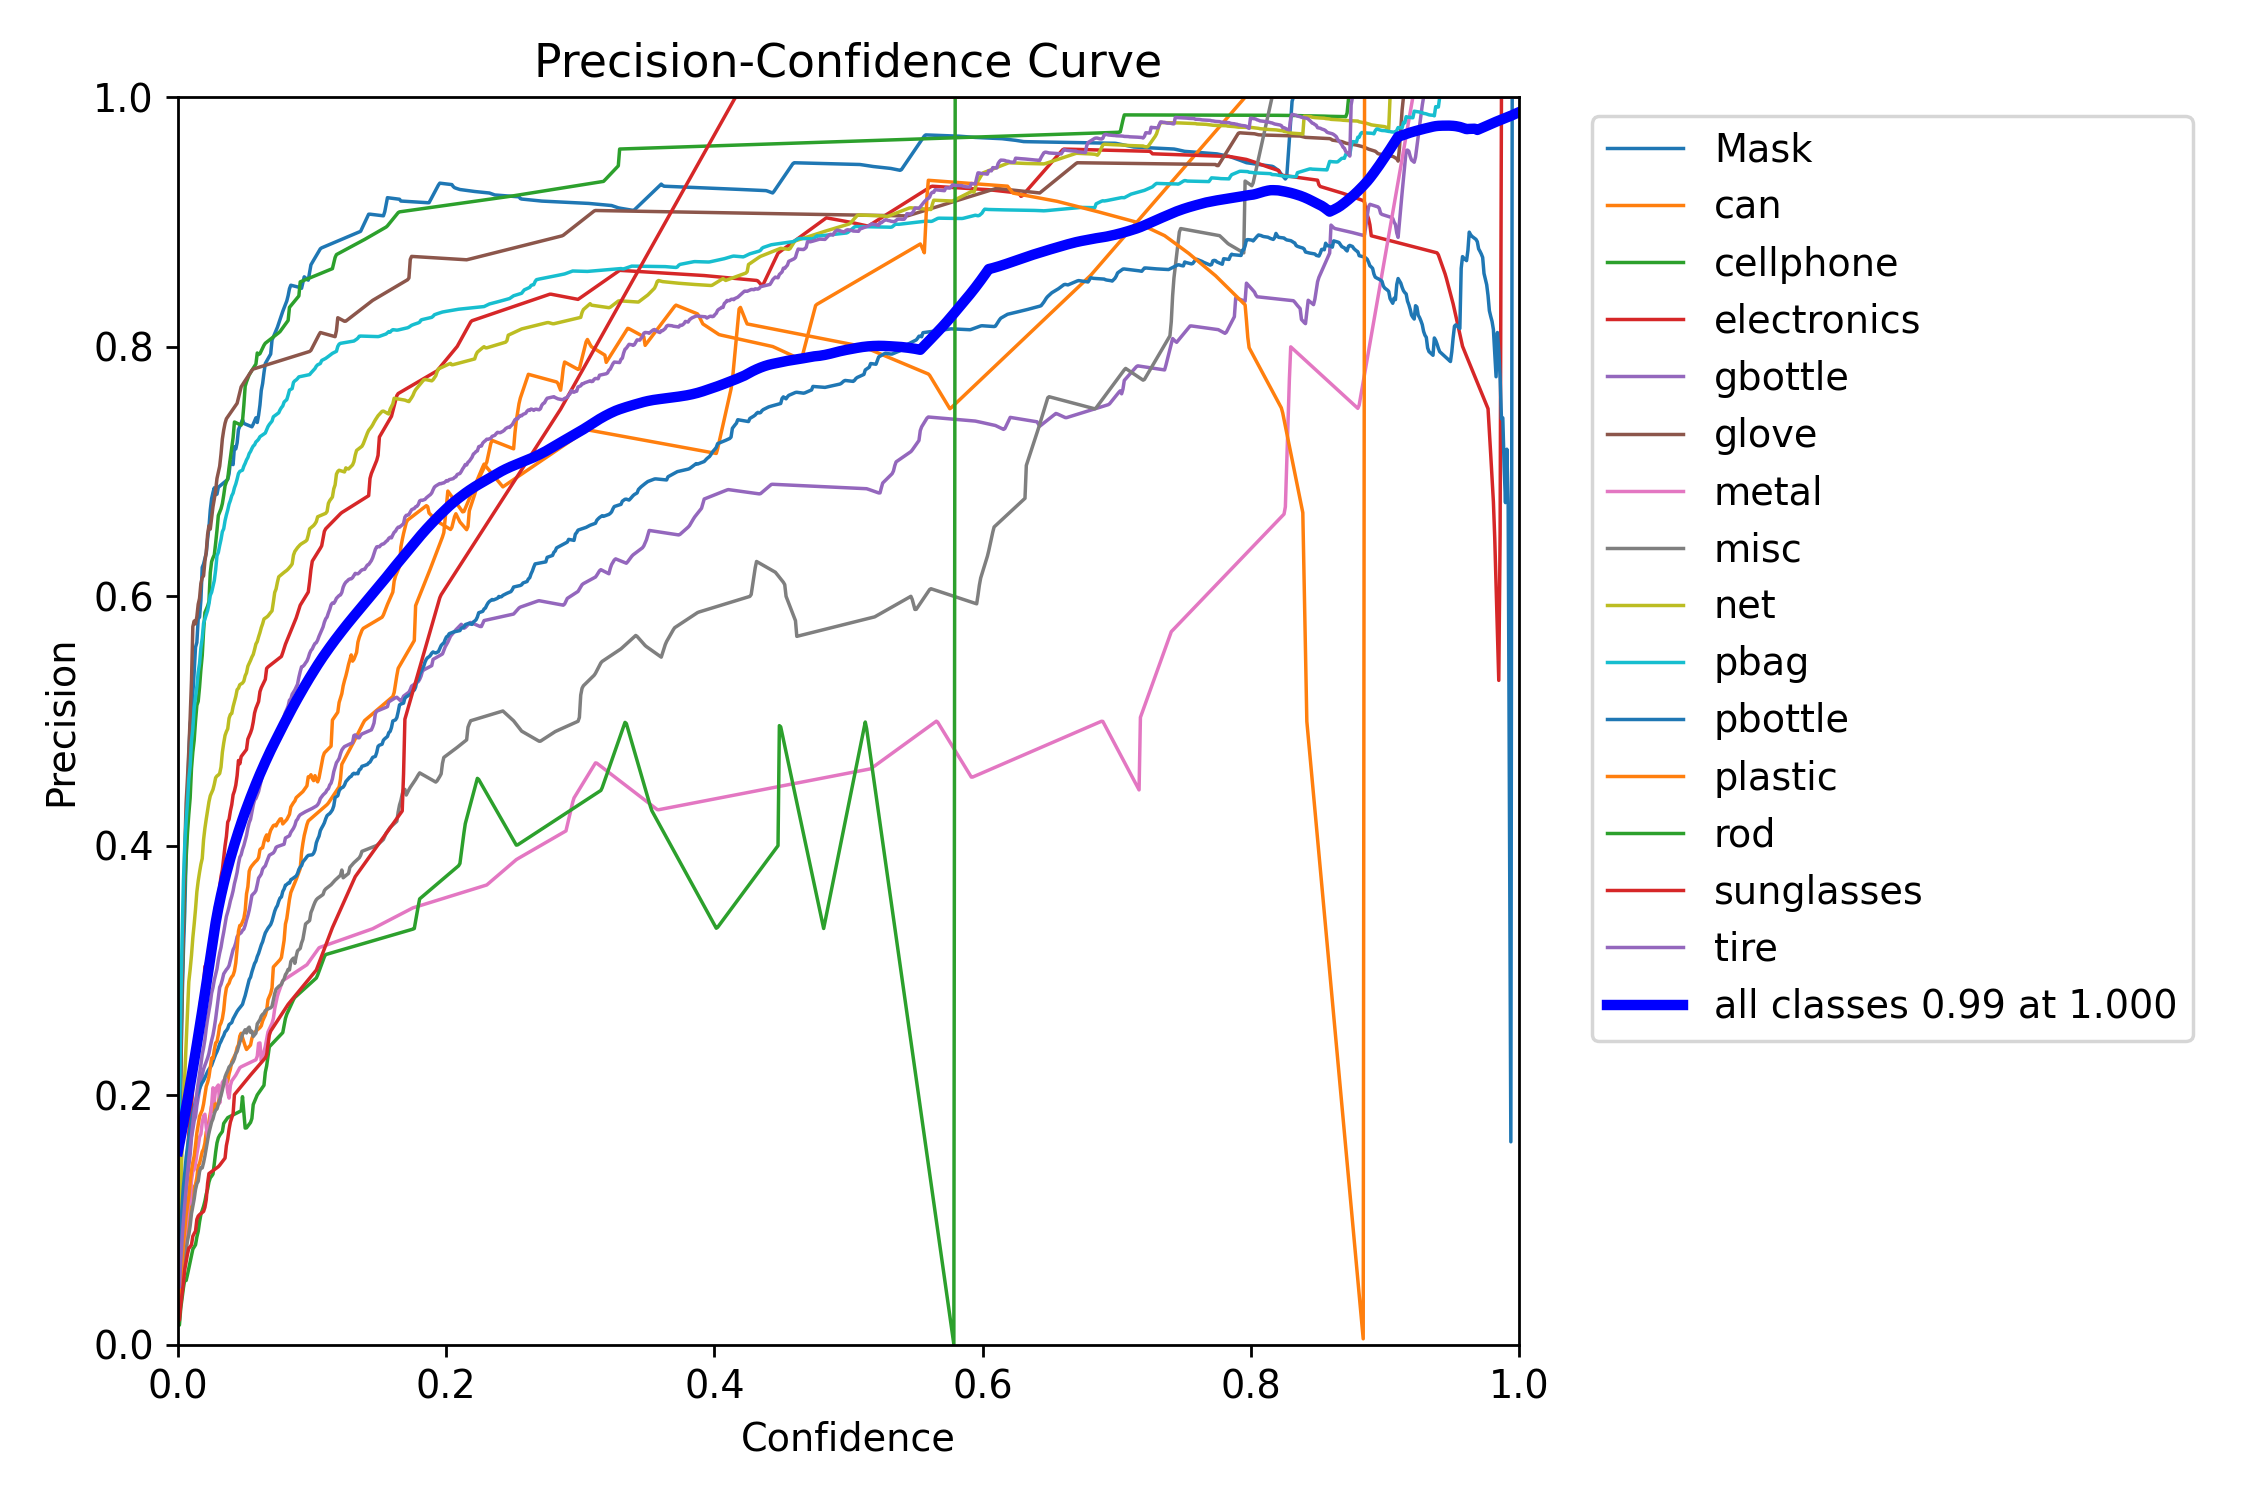 Precision-Confidence Curve
1.0
0.8
0.6
0.4
0.2
0.0
Precision
0.0 0.2 0.4 0.6 0.8 1.0
Confidence
Mask
can
cellphone
electronics
gbottle
glove
metal
misc
net
pbag
pbottle
plastic
rod
sunglasses
tire
all classes 0.99 at 1.000